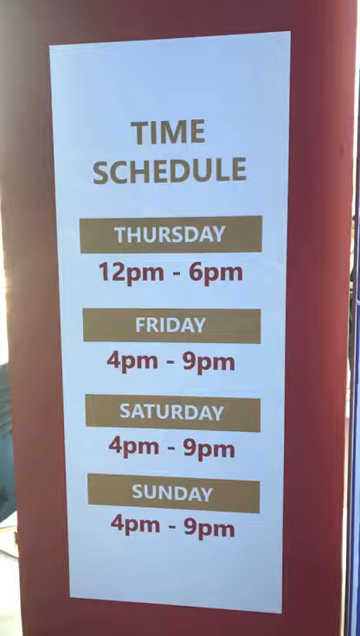 TIME
SCHEDULE
THURSDAY
12pm - 6pm
FRIDAY
4pm - 9pm
SATURDAY
4pm - 9pm
SUNDAY
4pm - 9pm